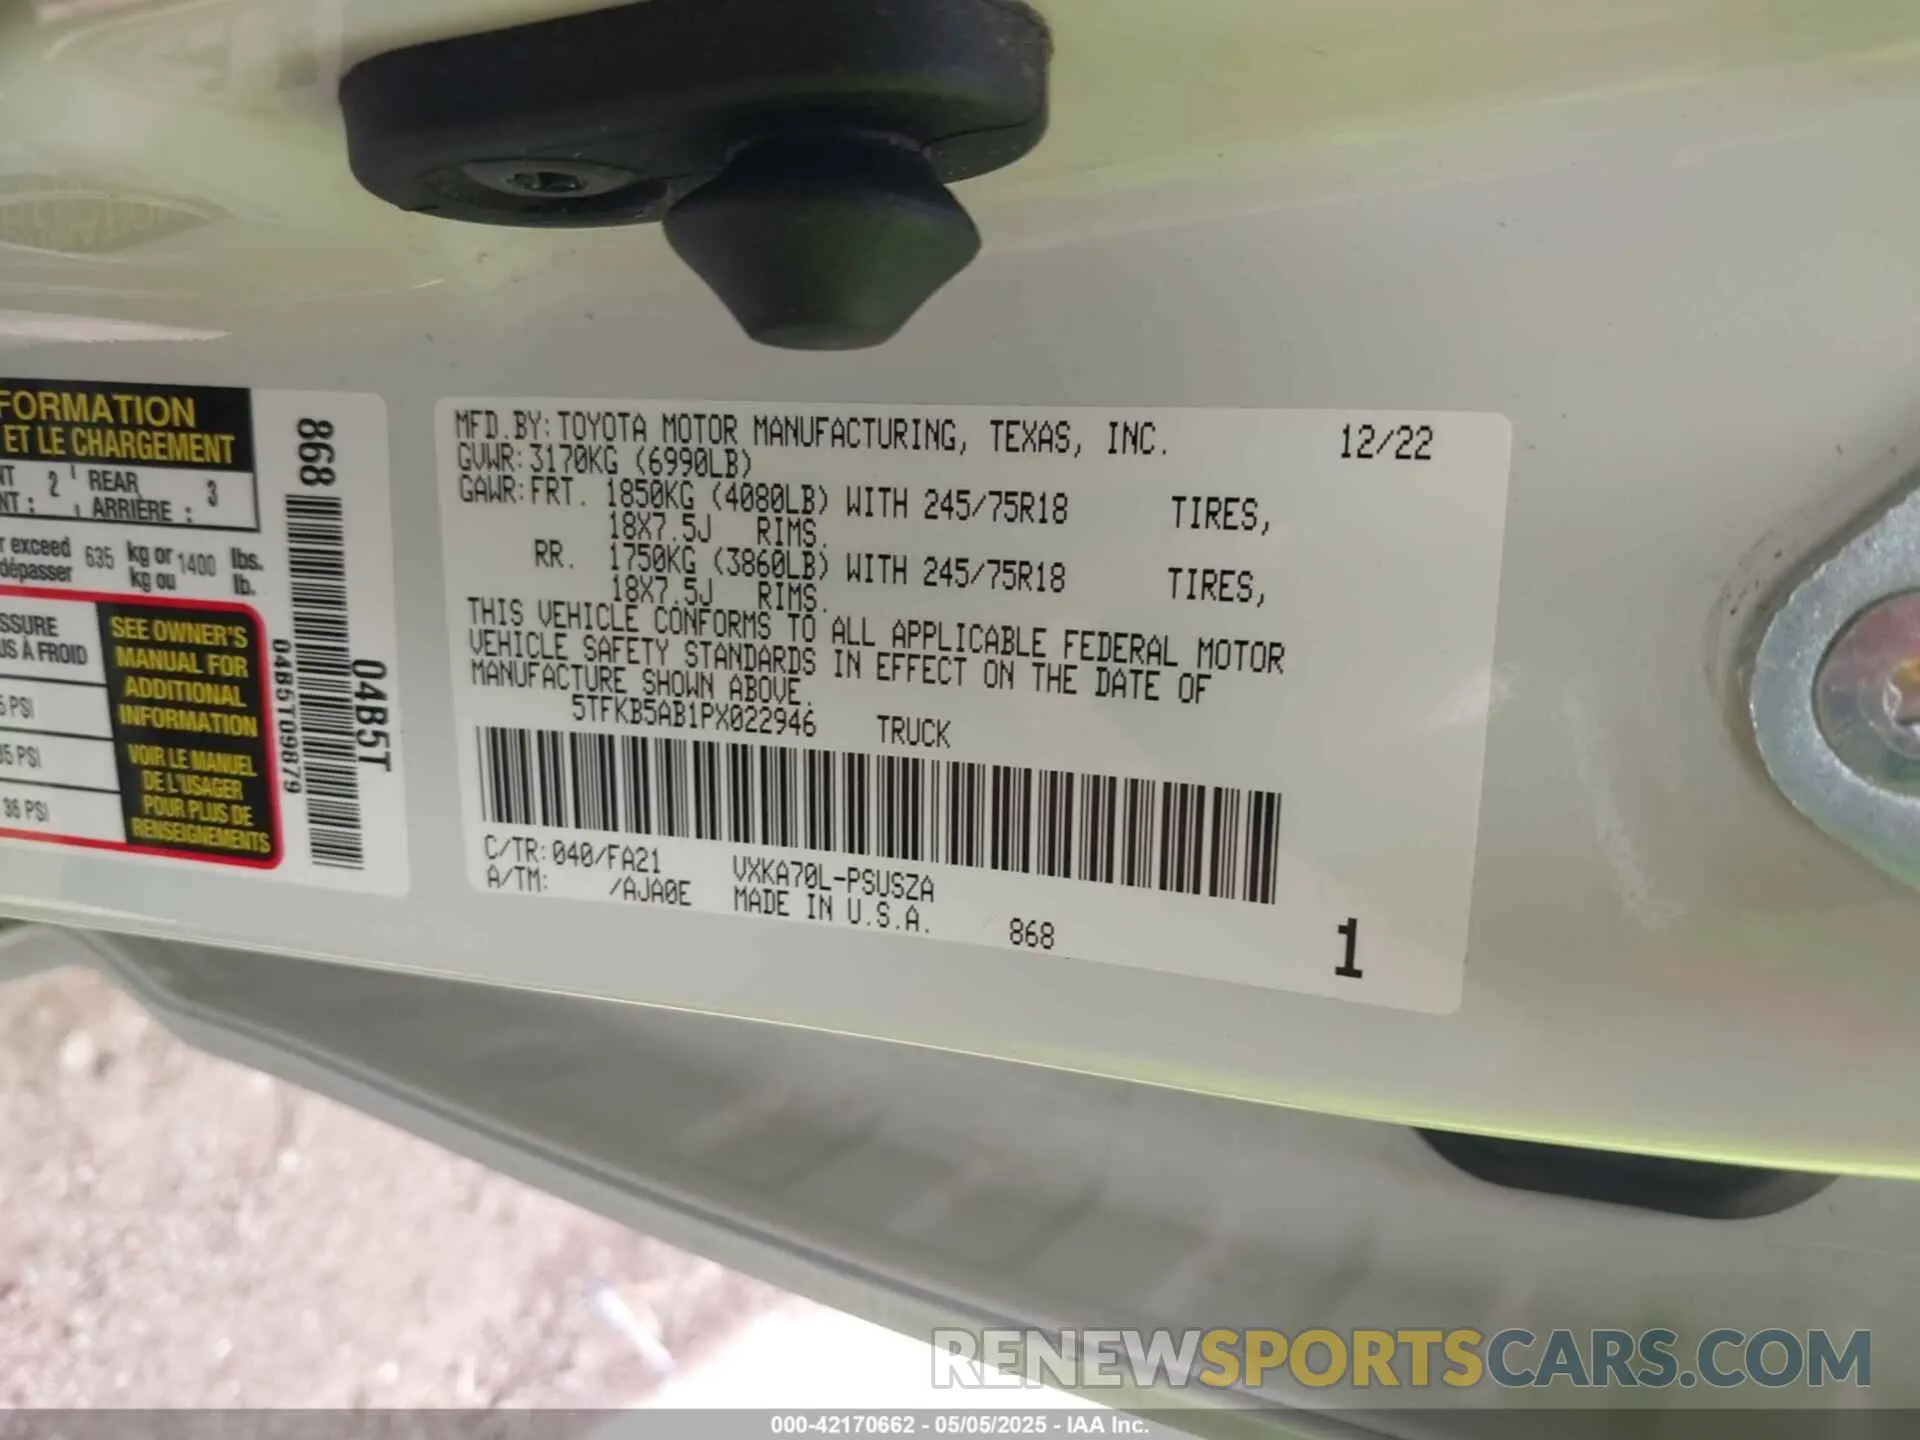 FORMATION
ET LE CHARGEMENT
NT 2 REAR 3
NT : ARRIÈRE :
r exceed 635 kg or 1400 lbs.
dépasser kg ou lb.
SSURE
US À FROID
5 PSI
35 PSI
36 PSI
SEE OWNER'S
MANUAL FOR
ADDITIONAL
INFORMATION
VOIR LE MANUEL
DE L'USAGER
POUR PLUS DE
RENSEIGNEMENTS
868
04B5T09879
04B5T
MFD.BY:TOYOTA MOTOR MANUFACTURING, TEXAS, INC. 12/22
GVWR:3170KG (6990LB)
GAWR:FRT. 1850KG (4080LB) WITH 245/75R18 TIRES,
18X7.5J RIMS.
RR. 1750KG (3860LB) WITH 245/75R18 TIRES,
18X7.5J RIMS.
THIS VEHICLE CONFORMS TO ALL APPLICABLE FEDERAL MOTOR
VEHICLE SAFETY STANDARDS IN EFFECT ON THE DATE OF
MANUFACTURE SHOWN ABOVE.
5TFKB5AB1PX022946 TRUCK
C/TR:040/FA21 VXKA70L-PSUSZA
A/TM: /AJA0E MADE IN U.S.A. 868
1
RENEWSPORTSCARS.COM
000-42170662 - 05/05/2025 - IAA Inc.